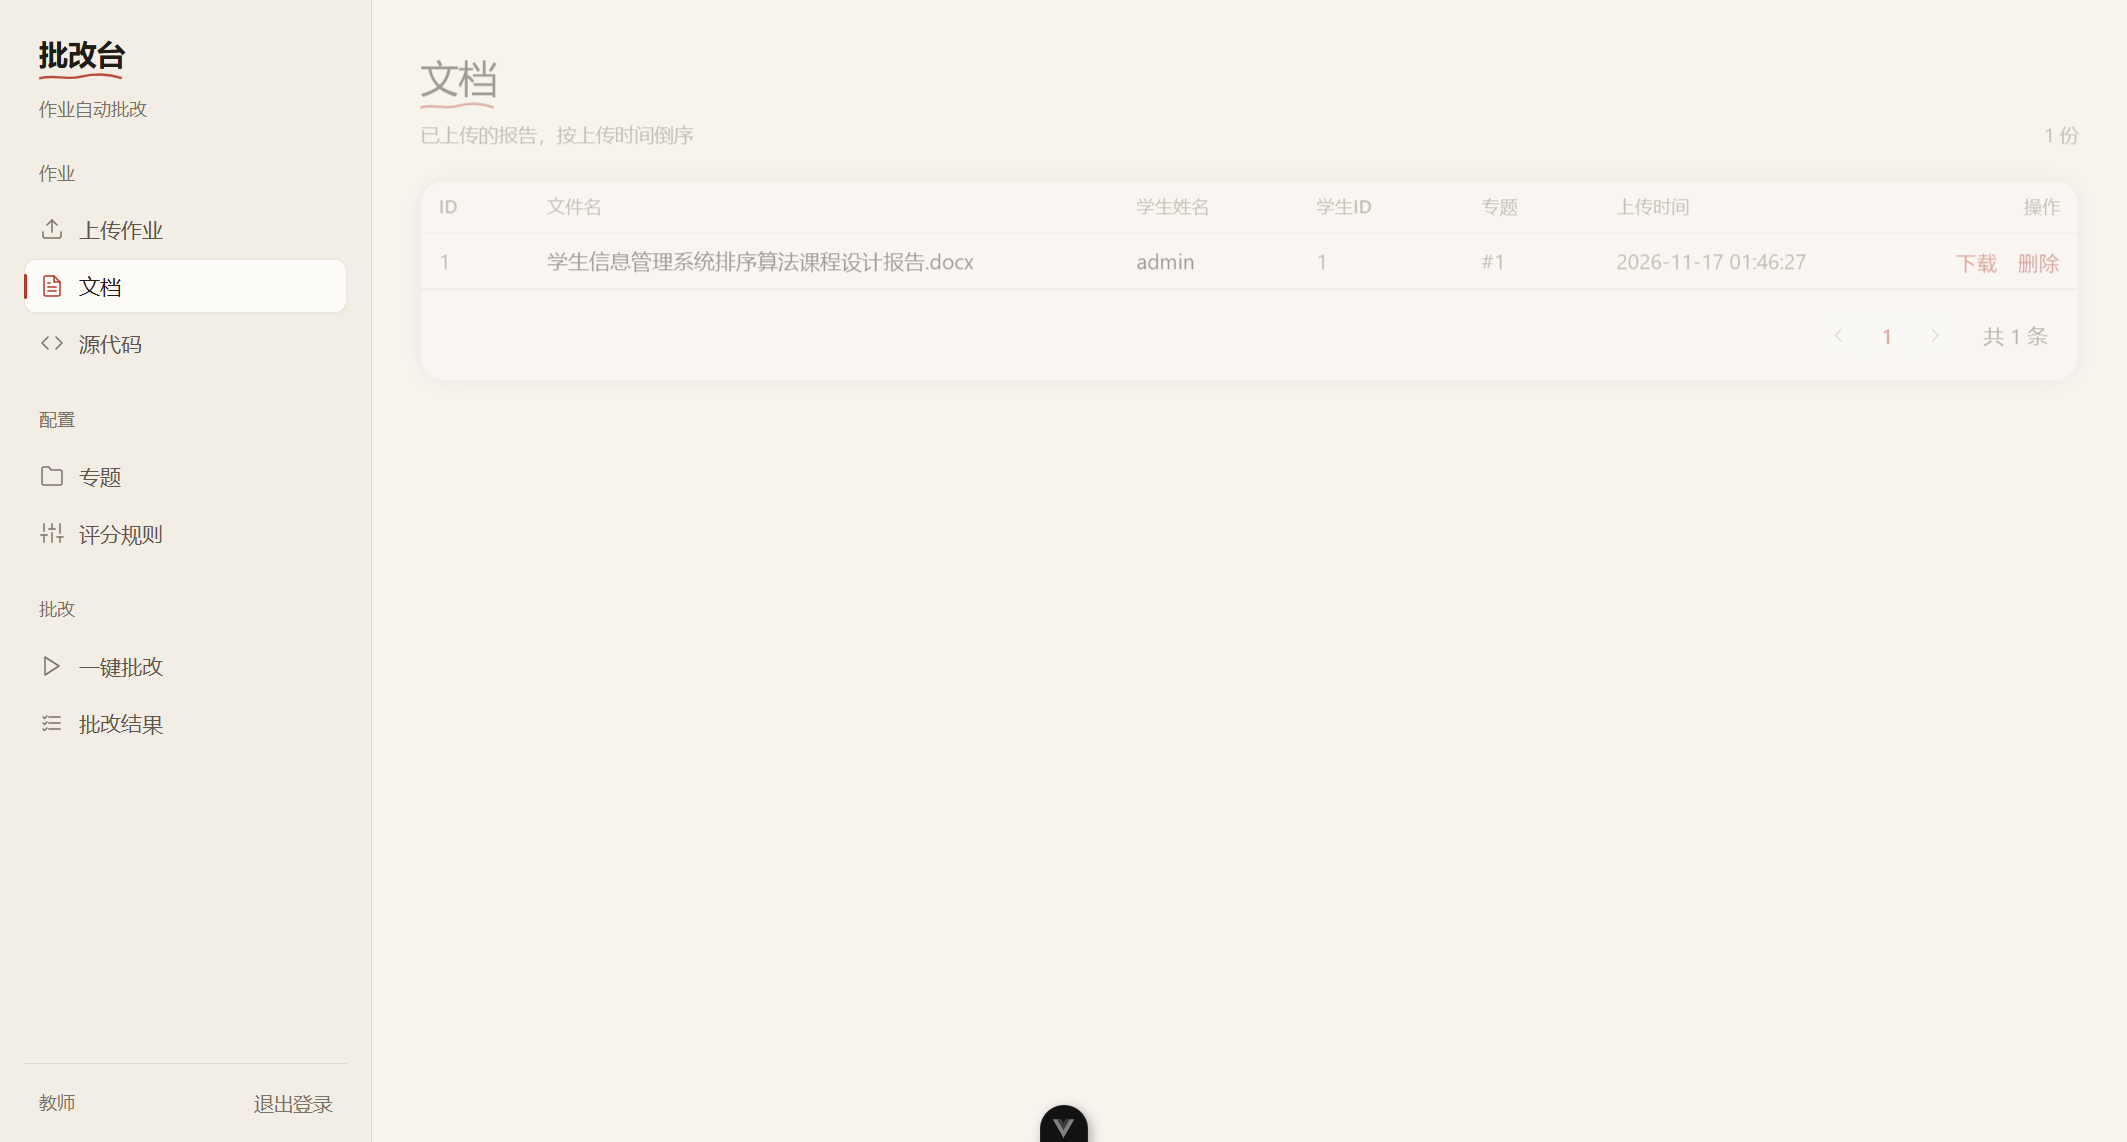 批改台
作业自动批改
作业
上传作业
文档
源代码
配置
专题
评分规则
批改
一键批改
批改结果
教师 退出登录
文档
已上传的报告，按上传时间倒序 1 份
ID 文件名 学生姓名 学生ID 专题 上传时间 操作
1 学生信息管理系统排序算法课程设计报告.docx admin 1 #1 2026-11-17 01:46:27 下载 删除
1 共 1 条